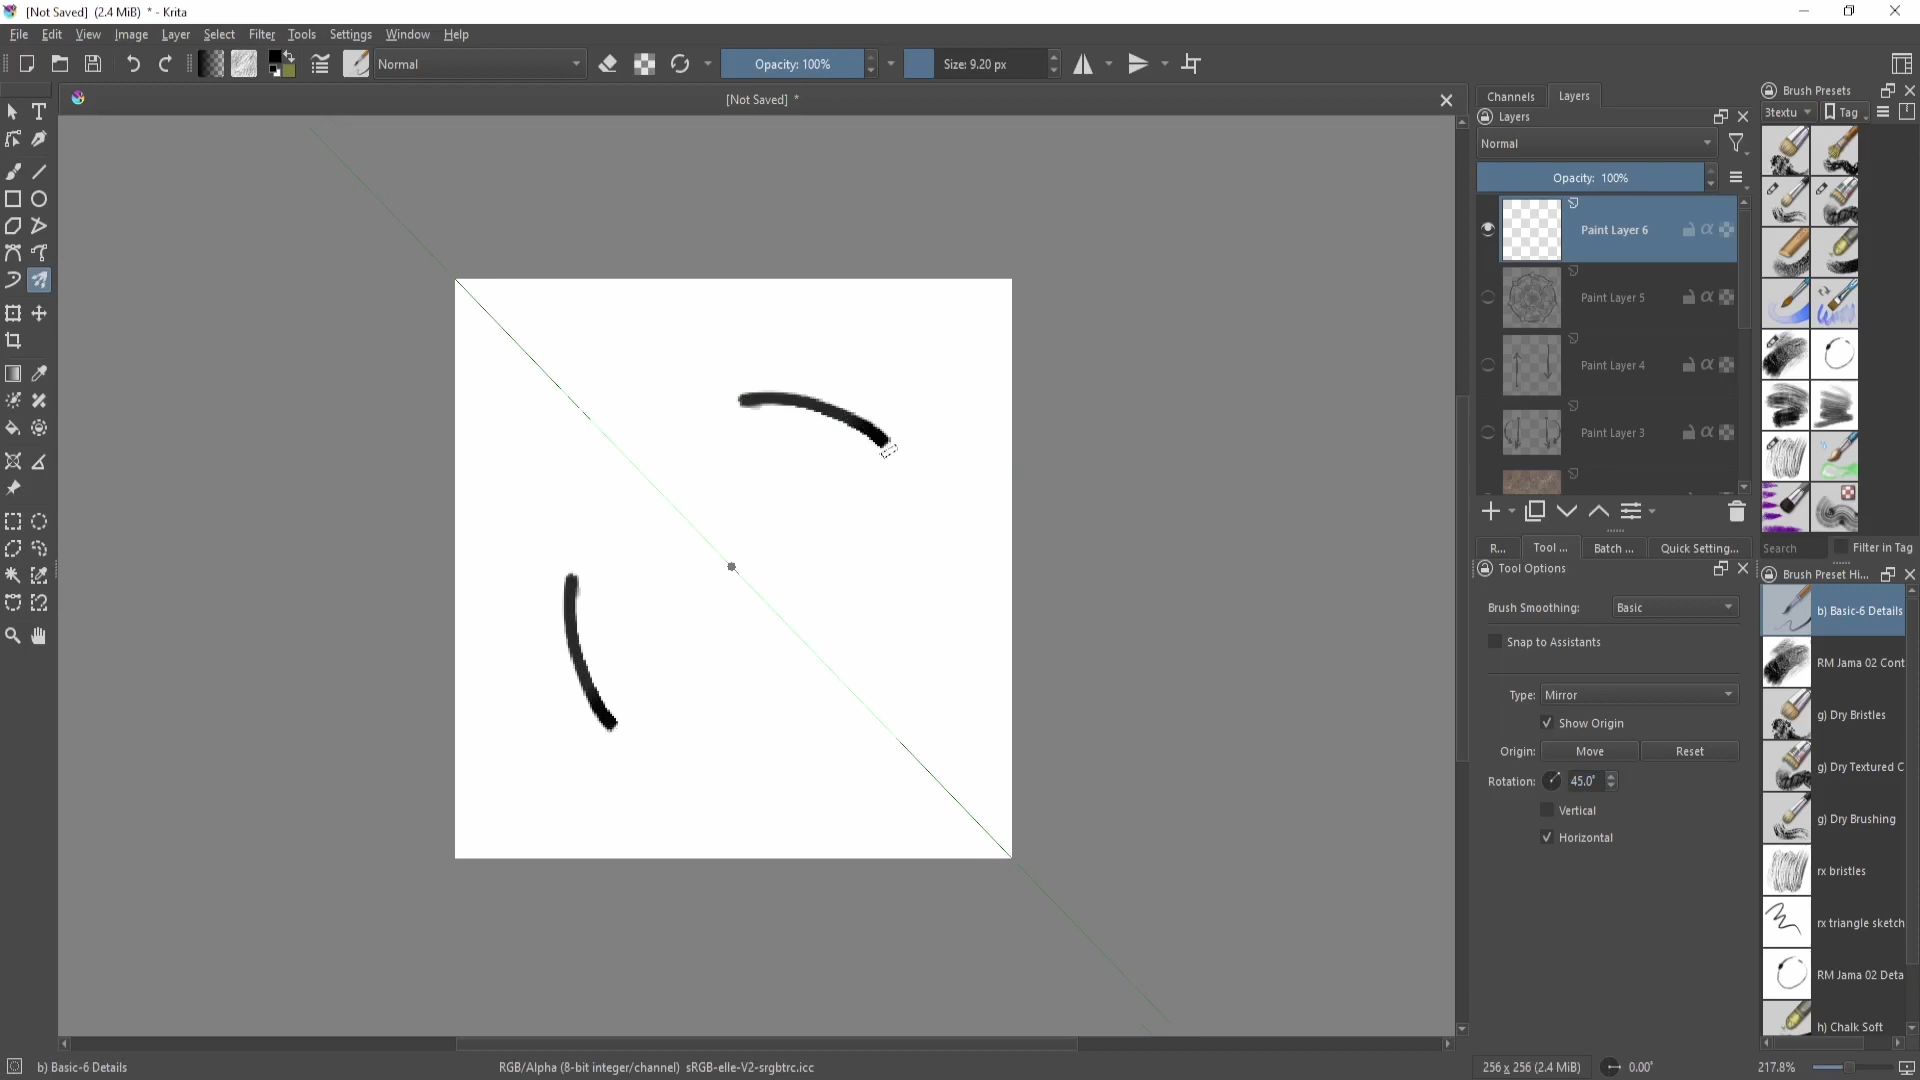 [Not Saved] (2.4 MiB) * - Krita
File Edit View Image Layer Select Filter Tools Settings Window Help
Normal Opacity: 100% Size: 9.20 px
[Not Saved] *
Channels Layers
Layers
Normal
Opacity: 100%
Paint Layer 6
Paint Layer 5
Paint Layer 4
Paint Layer 3
R... Tool ... Batch ... Quick Setting...
Tool Options
Brush Smoothing: Basic
Snap to Assistants
Type: Mirror
Show Origin
Origin: Move Reset
Rotation: 45.0°
Vertical
Horizontal
Brush Presets
3textu Tag
Search Filter in Tag
Brush Preset Hi...
b) Basic-6 Details
RM Jama 02 Cont
g) Dry Bristles
g) Dry Textured C
g) Dry Brushing
rx bristles
rx triangle sketch
RM Jama 02 Deta
h) Chalk Soft
b) Basic-6 Details RGB/Alpha (8-bit integer/channel) sRGB-elle-V2-srgbtrc.icc 256 x 256 (2.4 MiB) 0.00° 217.8%